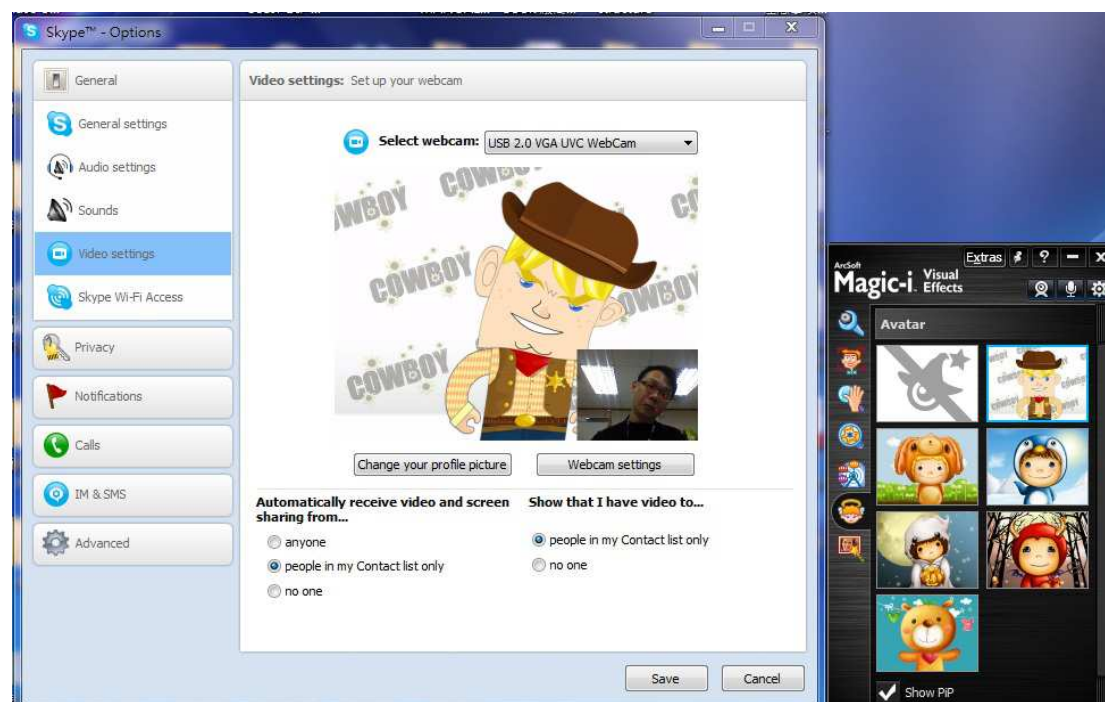 Skype™ - Options
General
General settings
Audio settings
Sounds
Video settings
Skype Wi-Fi Access
Privacy
Notifications
Calls
IM & SMS
Advanced
Video settings: Set up your webcam
Select webcam: USB 2.0 VGA UVC WebCam
COWBOY
COWBOY
COWBOY
COWBOY
Change your profile picture
Webcam settings
Automatically receive video and screen
sharing from...
anyone
people in my Contact list only
no one
Show that I have video to...
people in my Contact list only
no one
Save
Cancel
Extras
?
ArcSoft
Magic-i Visual
Effects
Avatar
Show PiP